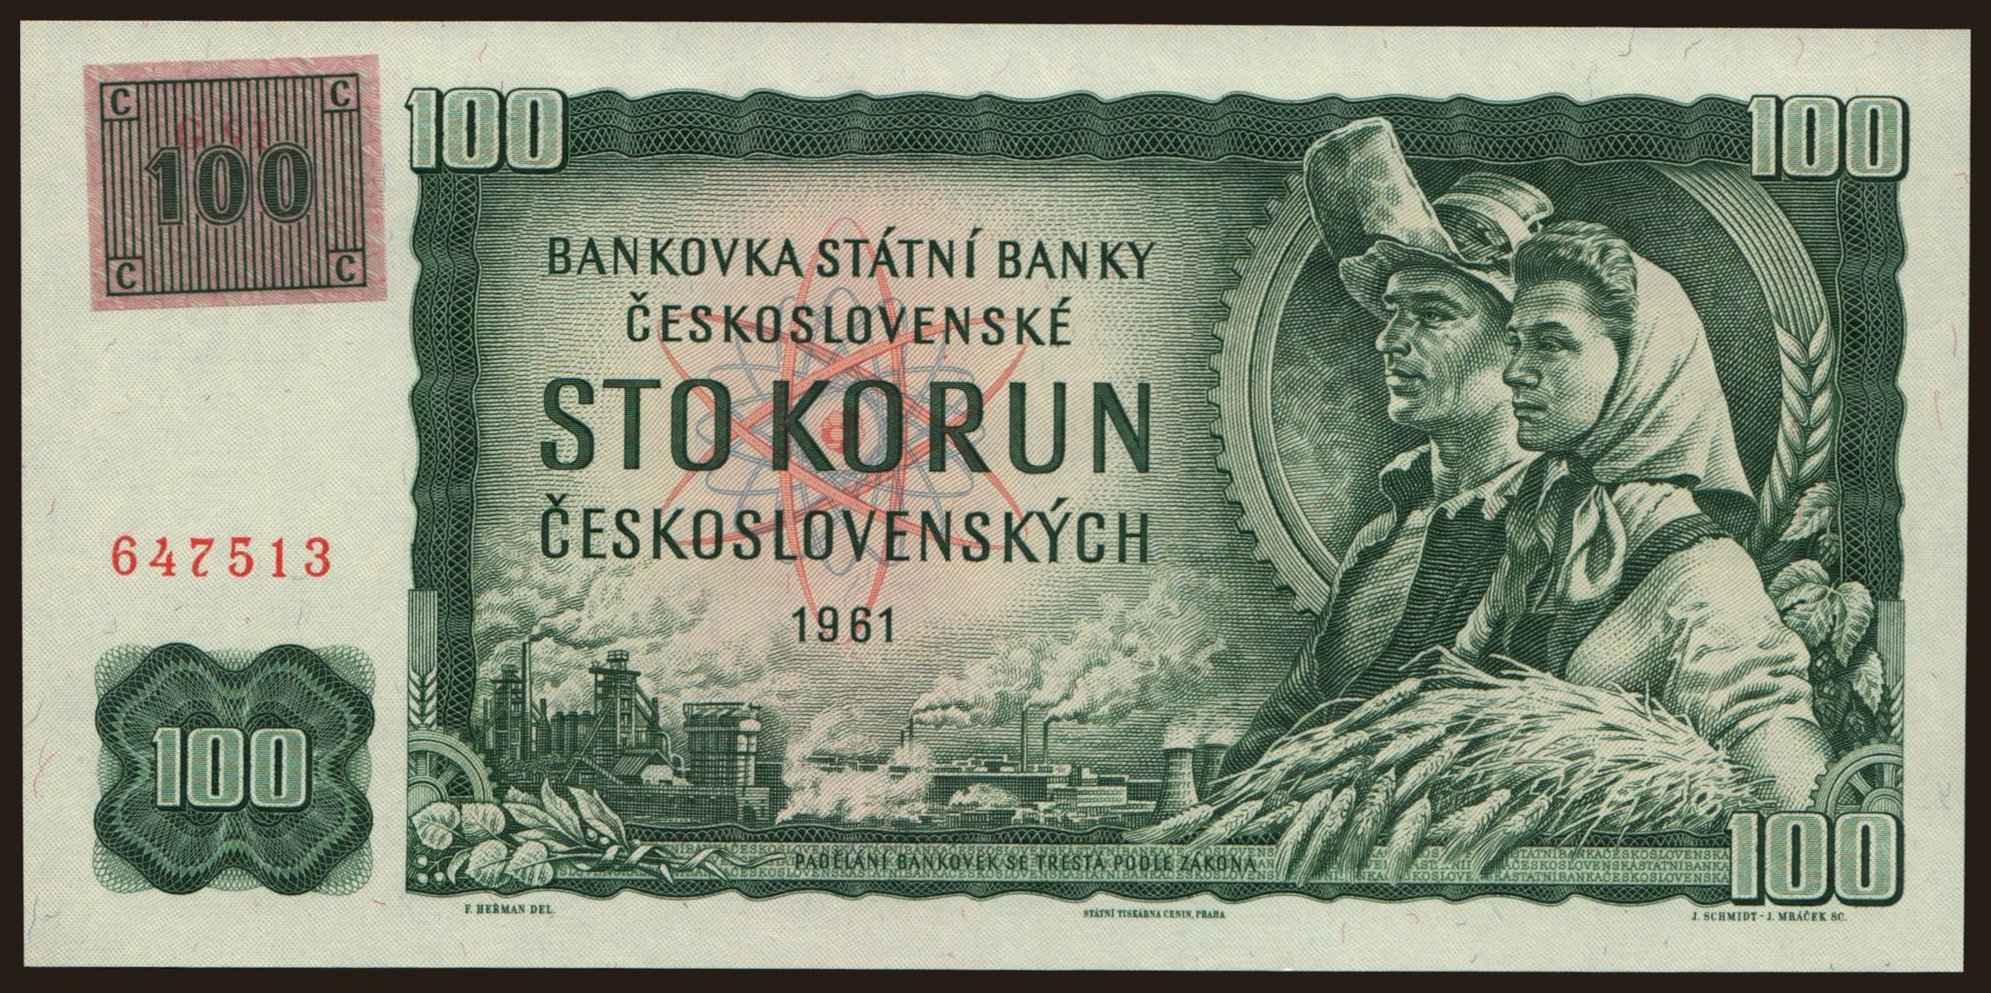 C C
100
C C
100
100
BANKOVKA STÁTNÍ BANKY
ČESKOSLOVENSKÉ
STO KORUN
ČESKOSLOVENSKÝCH
1961
647513
100
PADĚLÁNÍ BANKOVEK SE TRESTÁ PODLE ZÁKONA
100
F. HEŘMAN DEL.
STÁTNÍ TISKÁRNA CENIN, PRAHA
J. SCHMIDT - J. MRÁČEK SC.